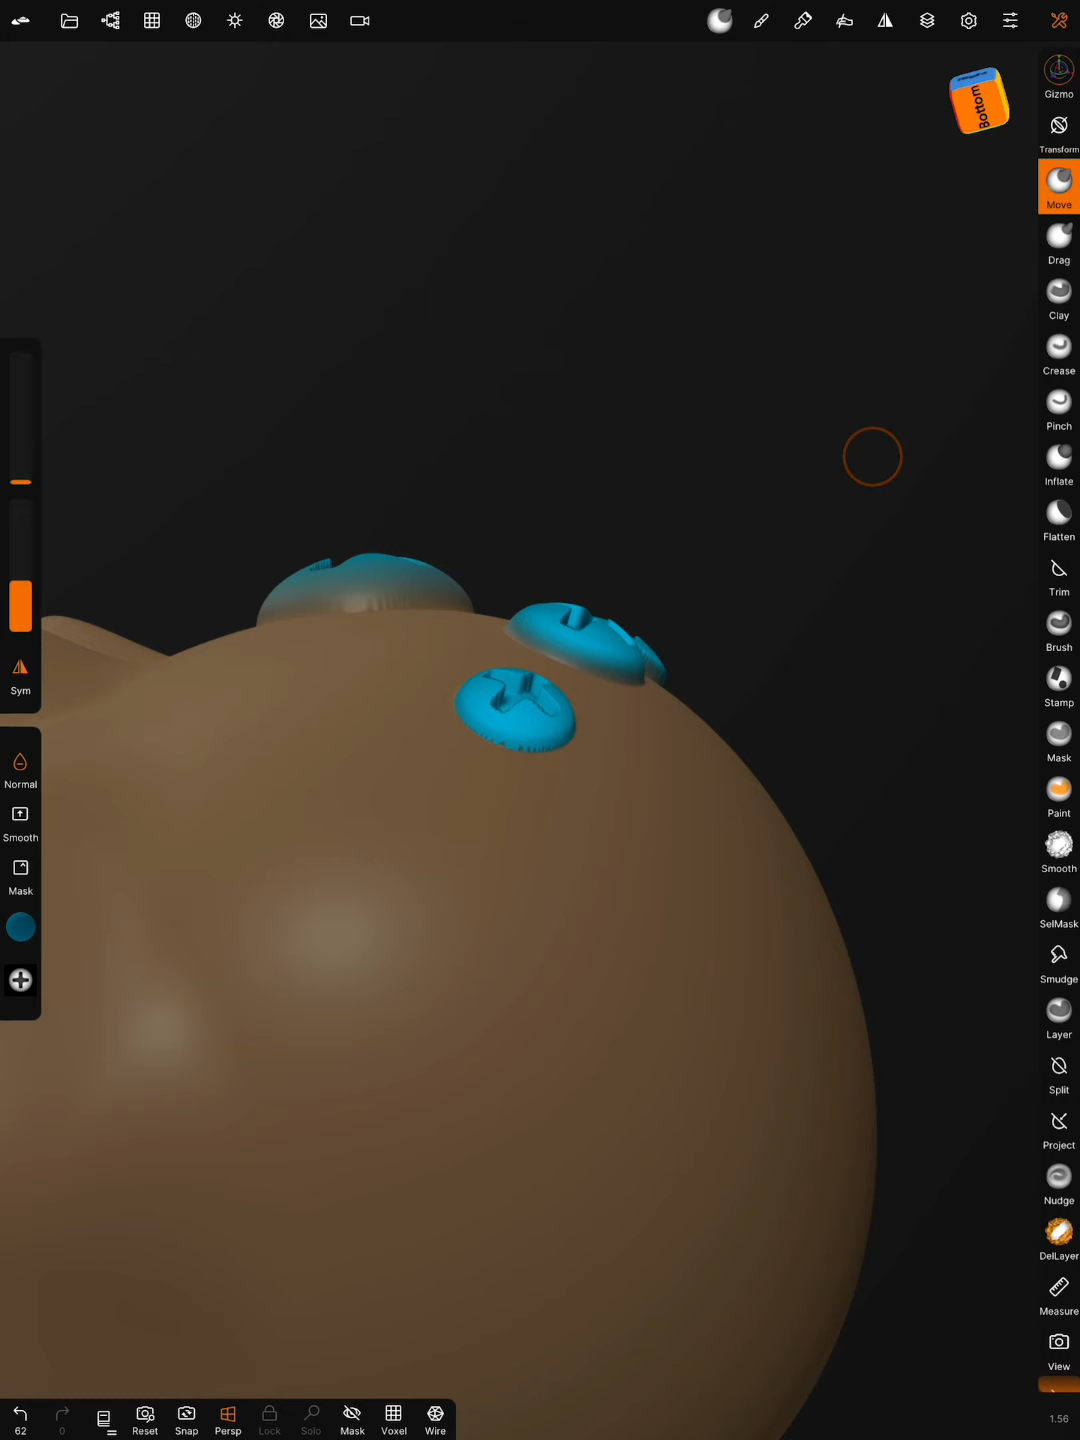 Bottom
Gizmo
Transform
Move
Drag
Clay
Crease
Pinch
Inflate
Flatten
Trim
Brush
Stamp
Mask
Paint
Smooth
SelMask
Smudge
Layer
Split
Project
Nudge
DelLayer
Measure
View
1.56
Sym
Normal
Smooth
Mask
62
0
Reset
Snap
Persp
Lock
Solo
Mask
Voxel
Wire